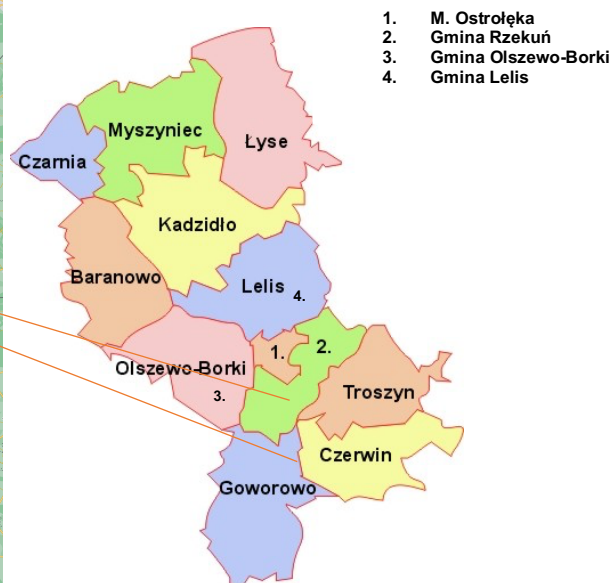 1. M. Ostrołęka
2. Gmina Rzekuń
3. Gmina Olszewo-Borki
4. Gmina Lelis
Myszyniec
Łyse
Czarnia
Kadzidło
Baranowo
Lelis 4.
1. 2.
Olszewo-Borki
3.
Troszyn
Czerwin
Goworowo